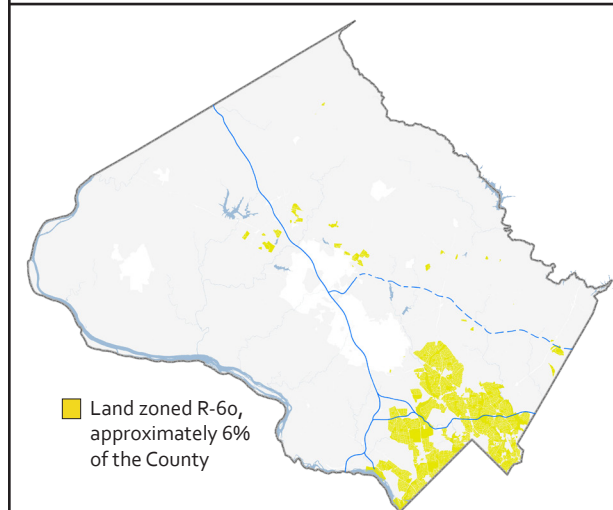 Land zoned R-60,
approximately 6%
of the County